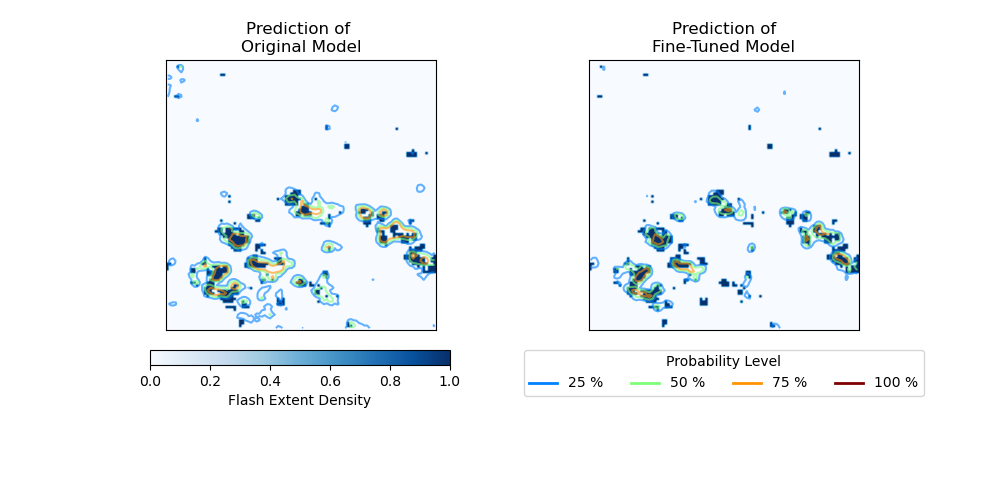 Prediction of
Original Model
Prediction of
Fine-Tuned Model
0.0 0.2 0.4 0.6 0.8 1.0
Flash Extent Density
Probability Level
25 % 50 % 75 % 100 %